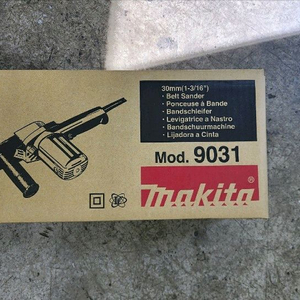 30mm(1-3/16")
・Belt Sander
・Ponceuse à Bande
・Bandschleifer
・Levigatrice a Nastro
・Bandschuurmachine
・Lijadora a Cinta
Mod. 9031
makita®